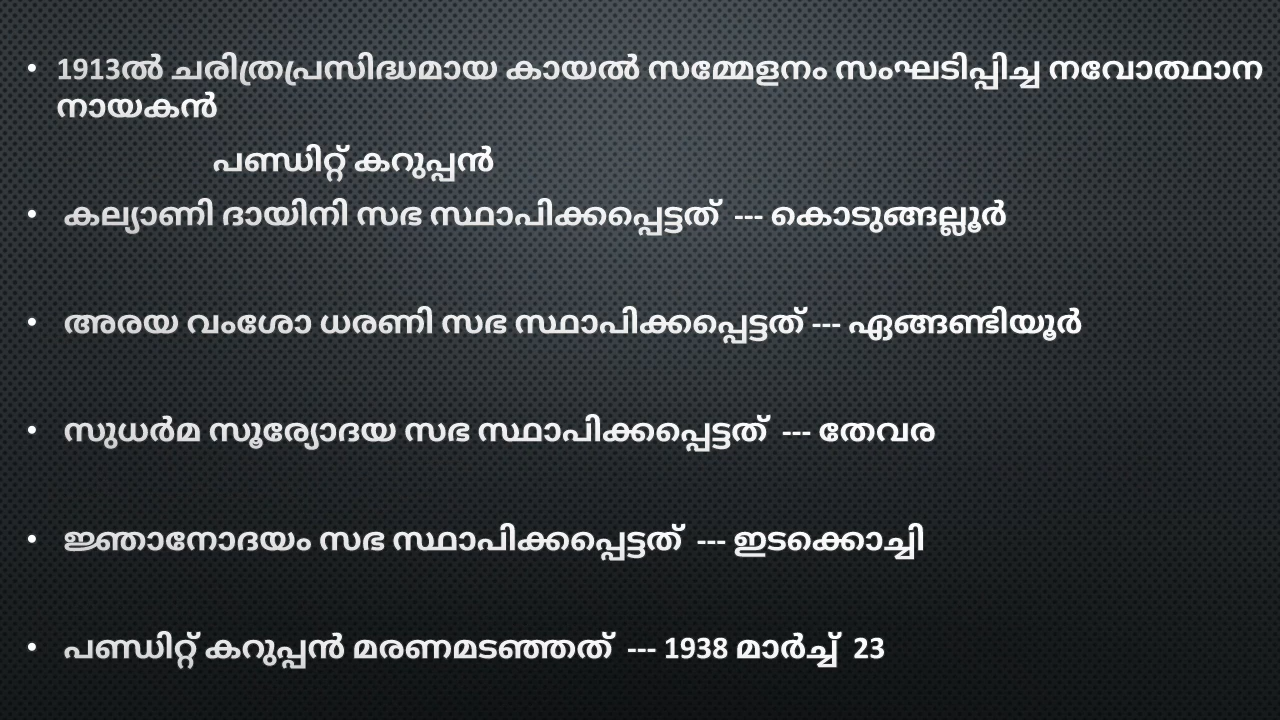 • 1913ൽ ചരിത്രപ്രസിദ്ധമായ കായൽ സമ്മേളനം സംഘടിപ്പിച്ച നവോത്ഥാന
നായകൻ
പണ്ഡിറ്റ് കറുപ്പൻ
• കല്യാണി ദായിനി സഭ സ്ഥാപിക്കപ്പെട്ടത് --- കൊടുങ്ങല്ലൂർ
• അരയ വംശോ ധരണി സഭ സ്ഥാപിക്കപ്പെട്ടത് --- ഏങ്ങണ്ടിയൂർ
• സുധർമ സൂര്യോദയ സഭ സ്ഥാപിക്കപ്പെട്ടത് --- തേവര
• ജ്ഞാനോദയം സഭ സ്ഥാപിക്കപ്പെട്ടത് --- ഇടക്കൊച്ചി
• പണ്ഡിറ്റ് കറുപ്പൻ മരണമടഞ്ഞത് --- 1938 മാർച്ച് 23